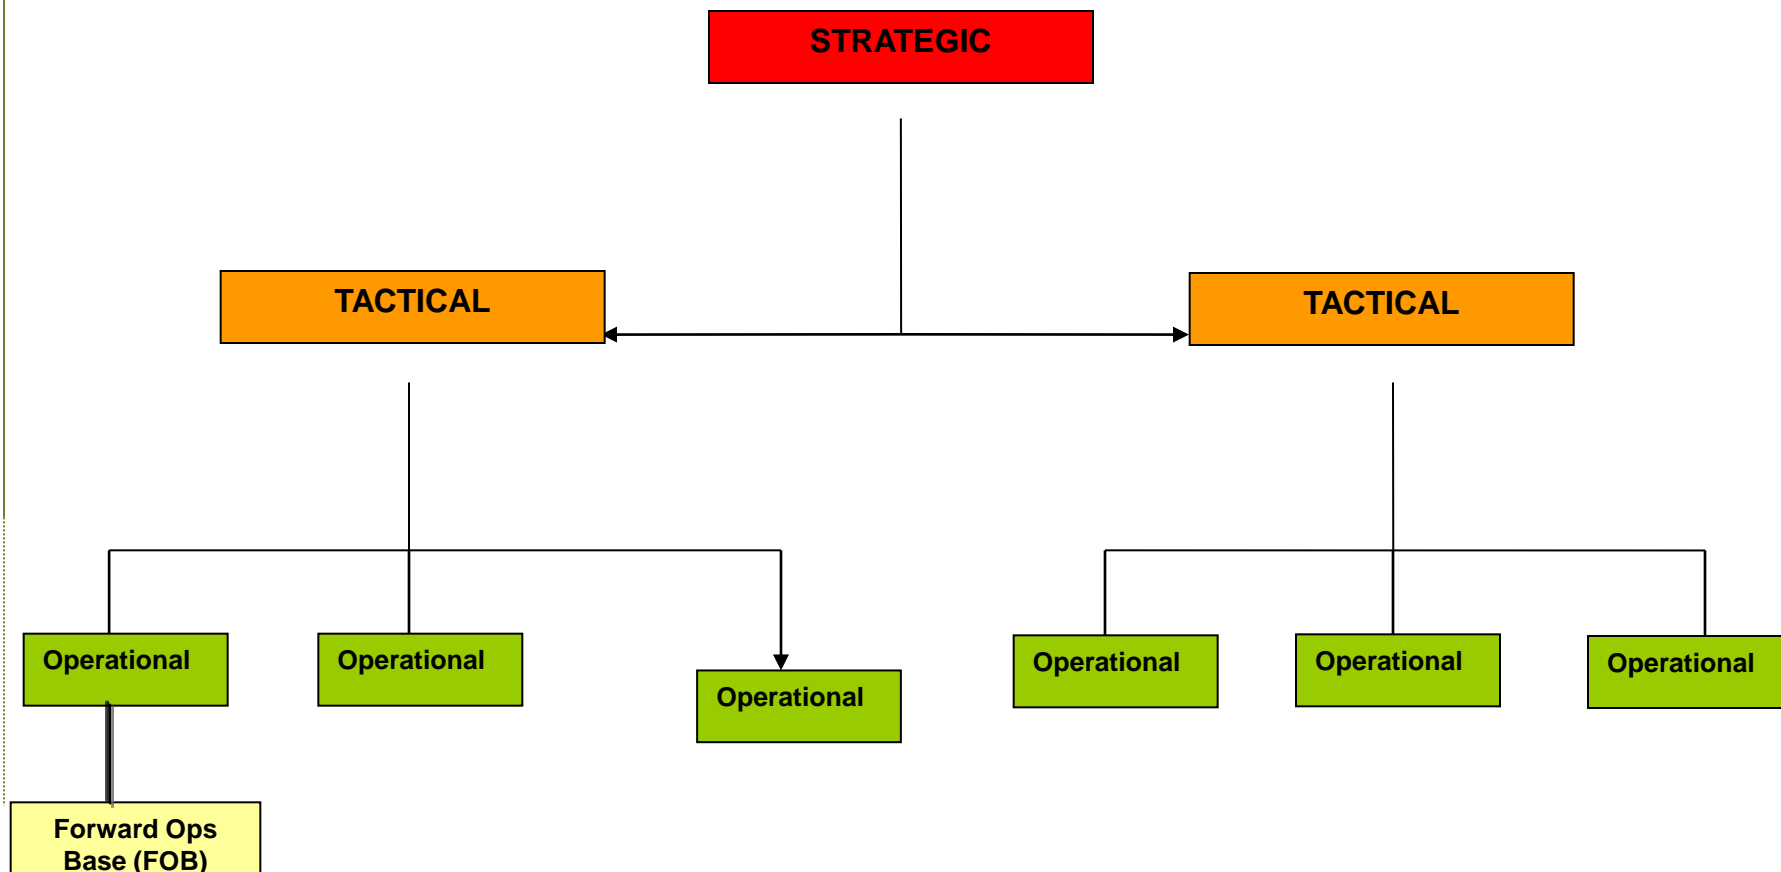 STRATEGIC
TACTICAL
TACTICAL
Operational
Operational
Operational
Operational
Operational
Operational
Forward Ops
Base (FOB)